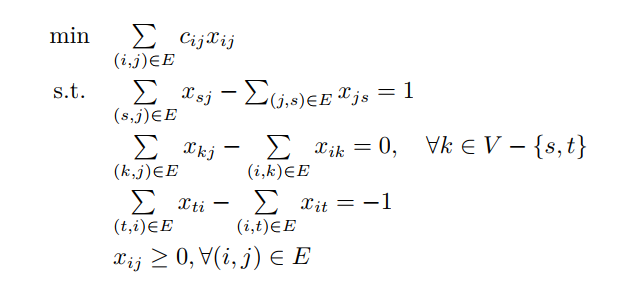 min ∑_{(i,j)∈E} c_{ij}x_{ij}
s.t. ∑_{(s,j)∈E} x_{sj} − ∑_{(j,s)∈E} x_{js} = 1
∑_{(k,j)∈E} x_{kj} − ∑_{(i,k)∈E} x_{ik} = 0, ∀k ∈ V − {s, t}
∑_{(t,i)∈E} x_{ti} − ∑_{(i,t)∈E} x_{it} = −1
x_{ij} ≥ 0, ∀(i, j) ∈ E